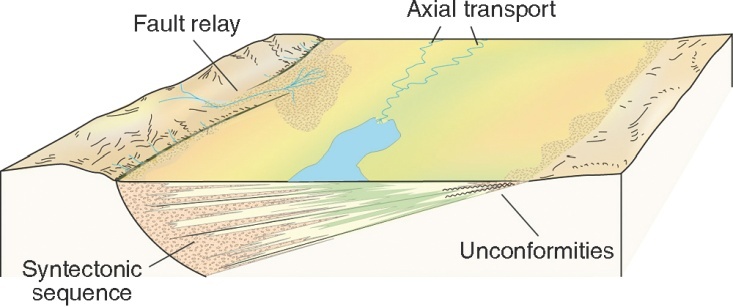 Axial transport
Fault relay
Unconformities
Syntectonic
sequence